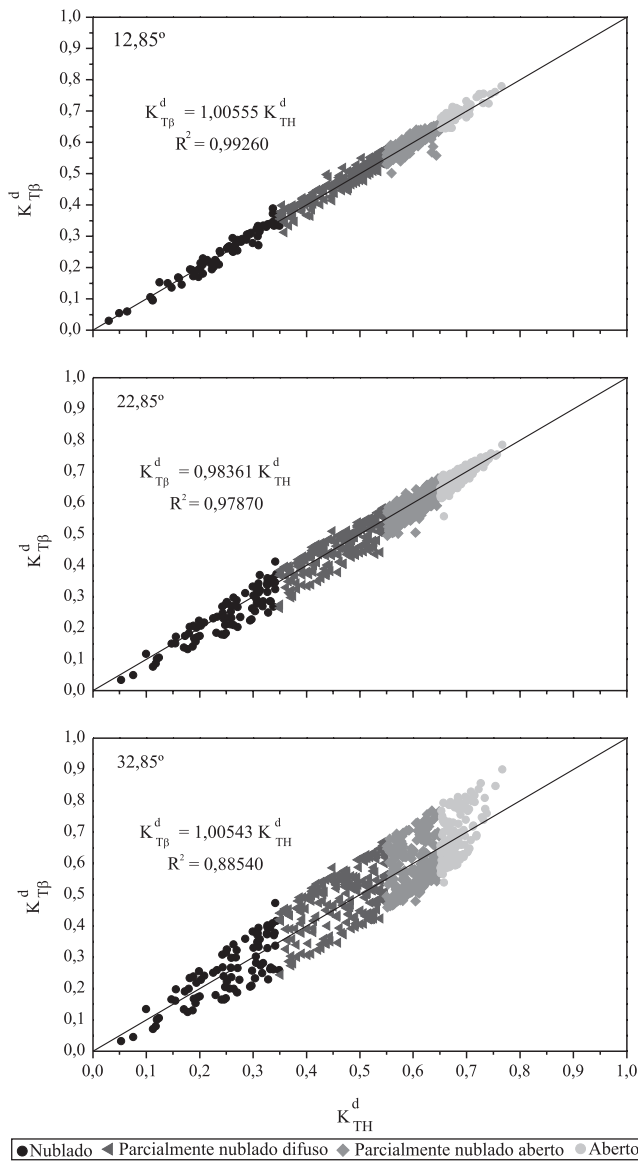 1,0
0,9
0,8
0,7
0,6
0,5
0,4
0,3
0,2
0,1
0,0
K^d_Tβ
12,85º
K^d_Tβ = 1,00555 K^d_TH
R² = 0,99260
1,0
0,9
0,8
0,7
0,6
0,5
0,4
0,3
0,2
0,1
0,0
K^d_Tβ
22,85º
K^d_Tβ = 0,98361 K^d_TH
R² = 0,97870
1,0
0,9
0,8
0,7
0,6
0,5
0,4
0,3
0,2
0,1
0,0
K^d_Tβ
32,85º
K^d_Tβ = 1,00543 K^d_TH
R² = 0,88540
0,0 0,1 0,2 0,3 0,4 0,5 0,6 0,7 0,8 0,9 1,0
K^d_TH
Nublado Parcialmente nublado difuso Parcialmente nublado aberto Aberto